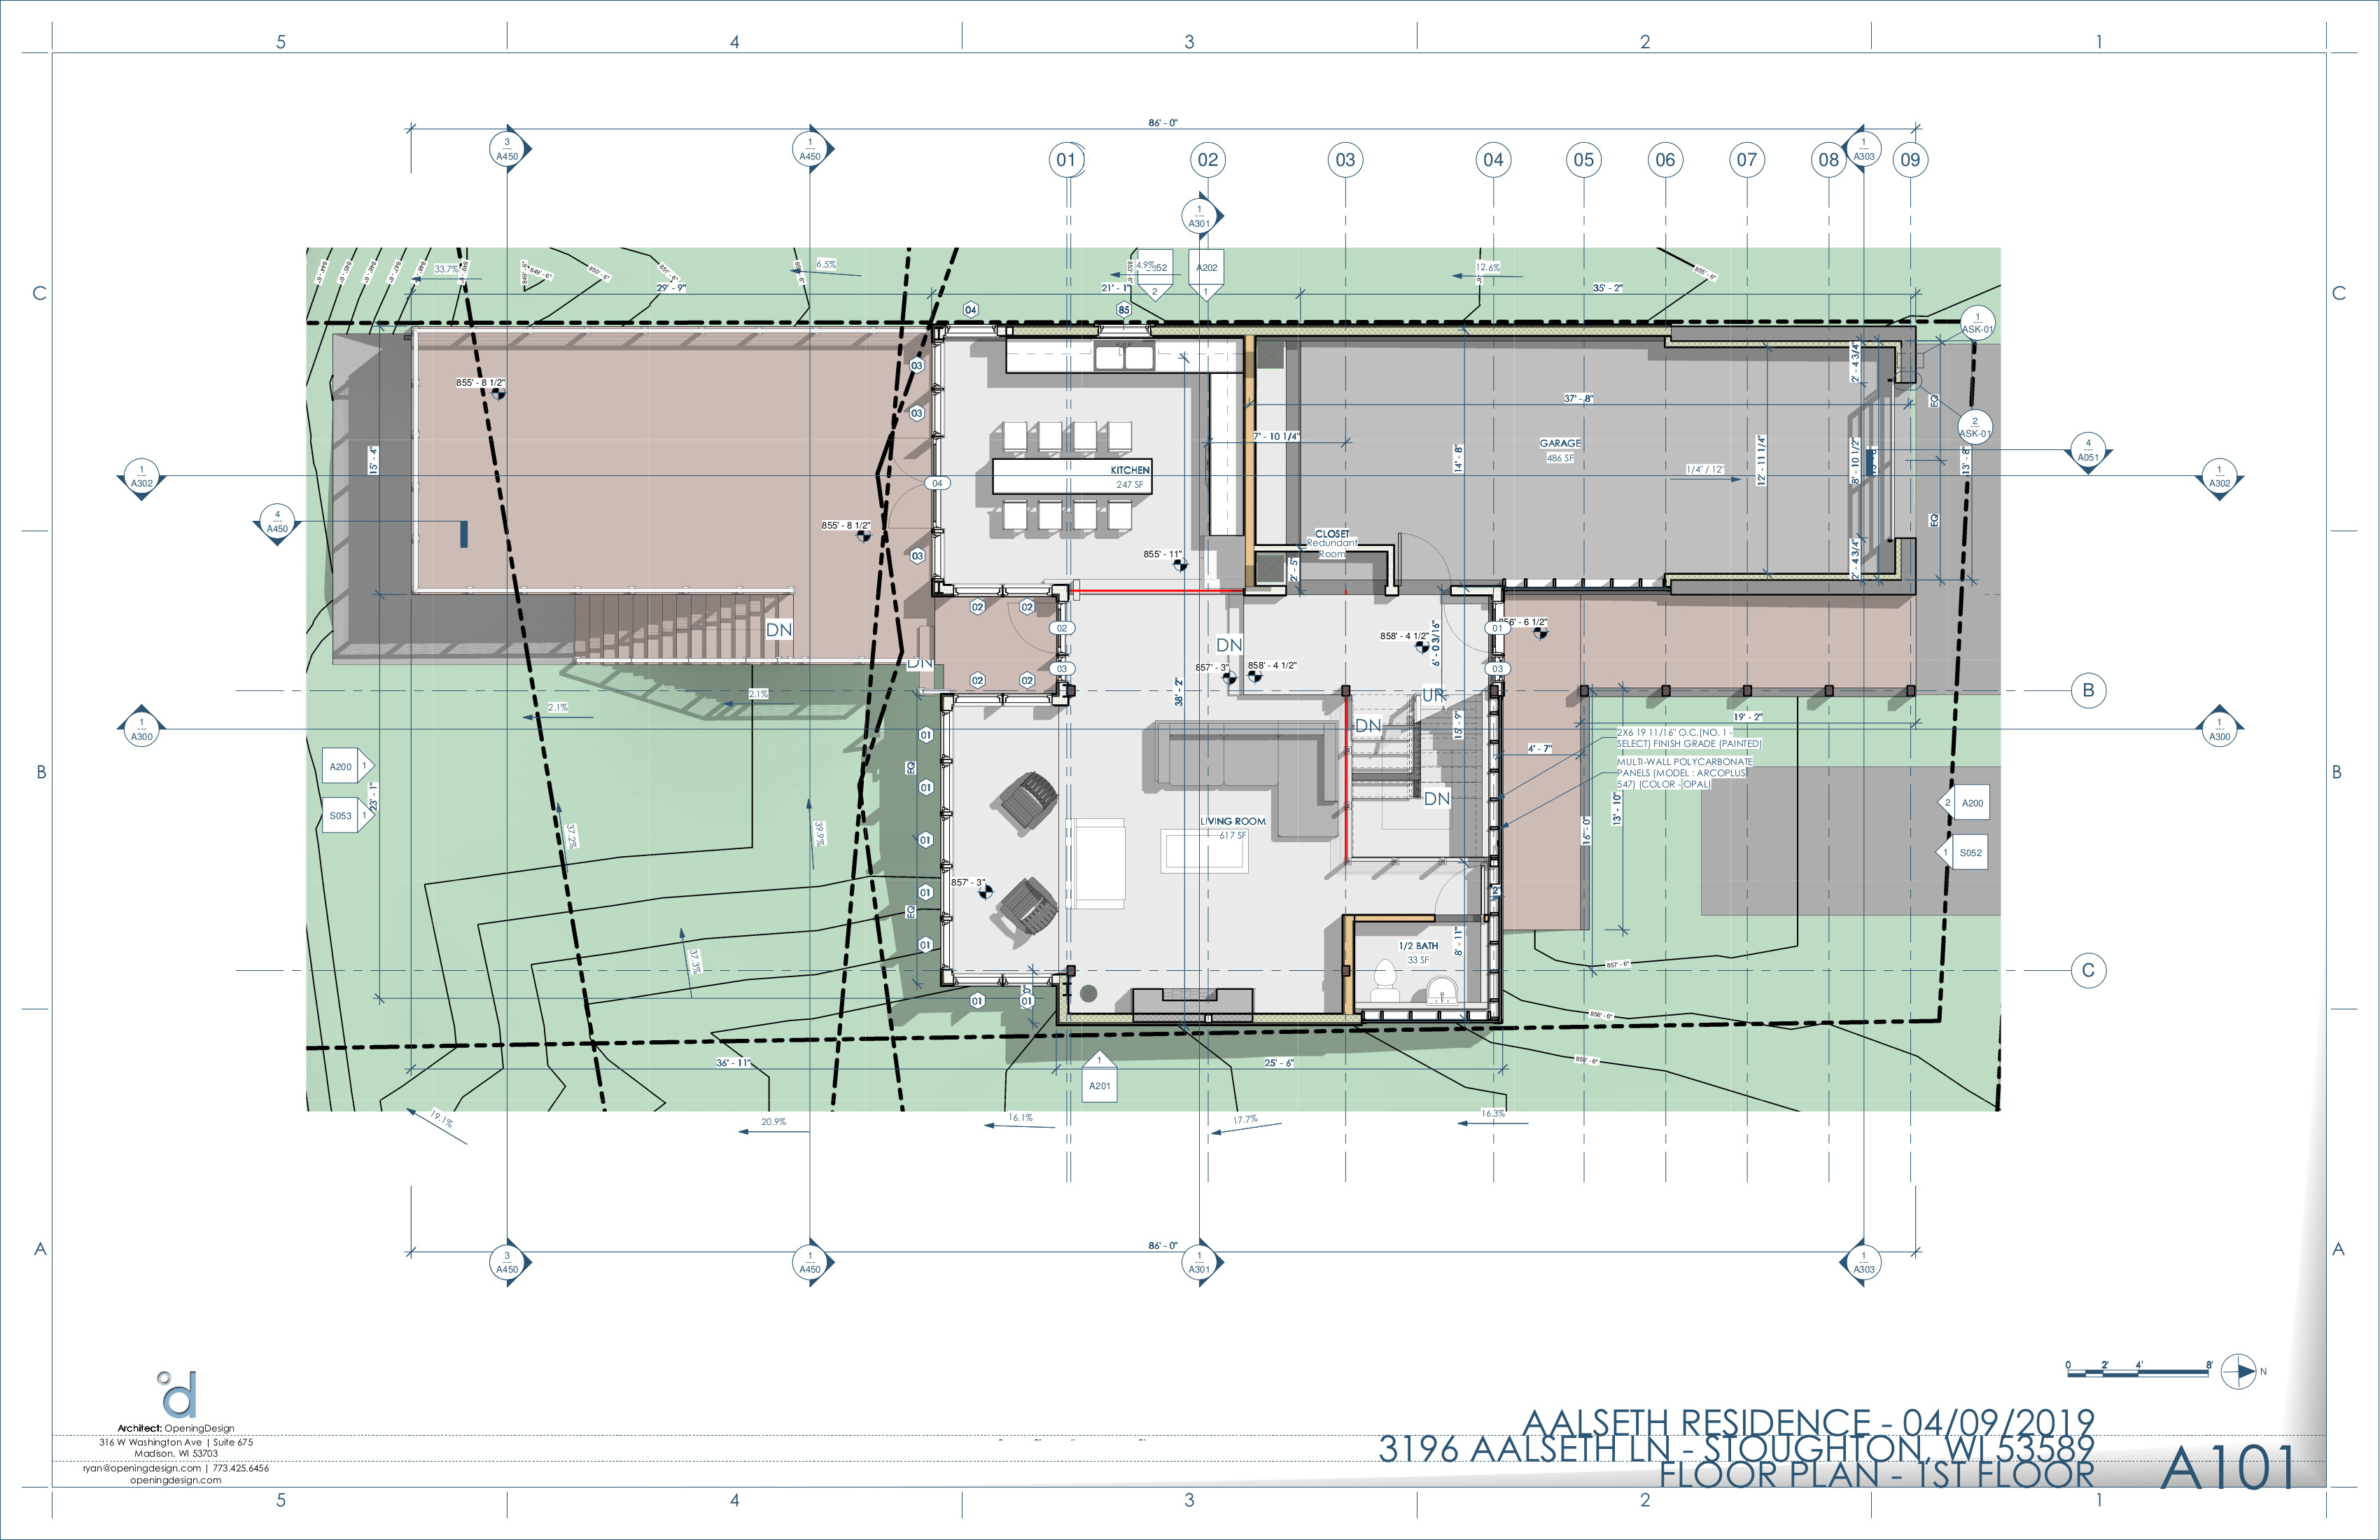 5
4
3
2
1
86' - 0"
3
A450
1
A450
01
02
03
04
05
06
07
08
1
A303
09
1
A301
C
C
33.7%
6.5%
4.9%
2
A202
1
12.6%
855' - 6"
849' - 6"
850' - 6"
851' - 6"
29' - 9"
21' - 1"
35' - 2"
04
85
1
ASK-01
03
03
03
855' - 8 1/2"
15' - 4"
2' - 4 3/4"
EQ
37' - 8"
2
ASK-01
7' - 10 1/4"
GARAGE
486 SF
14' - 8"
12' - 11 1/4"
8' - 10 1/2"
13' - 8"
4
A051
1
A302
KITCHEN
247 SF
04
1/4" / 12"
1
A302
4
A450
855' - 8 1/2"
CLOSET
Redundant
Room
EQ
855' - 11"
2' - 5"
2' - 4 3/4"
02
02
DN
02
DN
858' - 4 1/2"
6' - 0 3/16"
01
DN
03
857' - 3"
858' - 4 1/2"
03
02
02
2.1%
2.1%
38' - 2"
UP
B
1
A300
01
DN
15' - 9"
19' - 2"
1
A300
4' - 7"
2X6 19 11/16" O.C.(NO. 1 -
SELECT) FINISH GRADE (PAINTED)
MULTI-WALL POLYCARBONATE
PANELS (MODEL : ARCOPLUS
547) (COLOR - OPAL)
B
B
A200
1
EQ
01
DN
23' - 1"
S053
1
2
A200
37.2%
39.9%
01
LIVING ROOM
617 SF
16' - 0"
13' - 10"
1
S052
857' - 3"
01
EQ
01
37.3%
1/2 BATH
33 SF
8' - 11"
857' - 6"
C
01
01
856' - 6"
36' - 11"
25' - 6"
1
A201
19.1%
20.9%
16.1%
17.7%
16.3%
A
A
86' - 0"
3
A450
1
A450
1
A301
1
A303
0
2'
4'
8'
N
d
Architect: OpeningDesign
316 W Washington Ave | Suite 675
Madison, WI 53703
ryan@openingdesign.com | 773.425.6456
openingdesign.com
AALSETH RESIDENCE - 04/09/2019
3196 AALSETH LN - STOUGHTON, WI 53589
FLOOR PLAN - 1ST FLOOR
A101
5
4
3
2
1